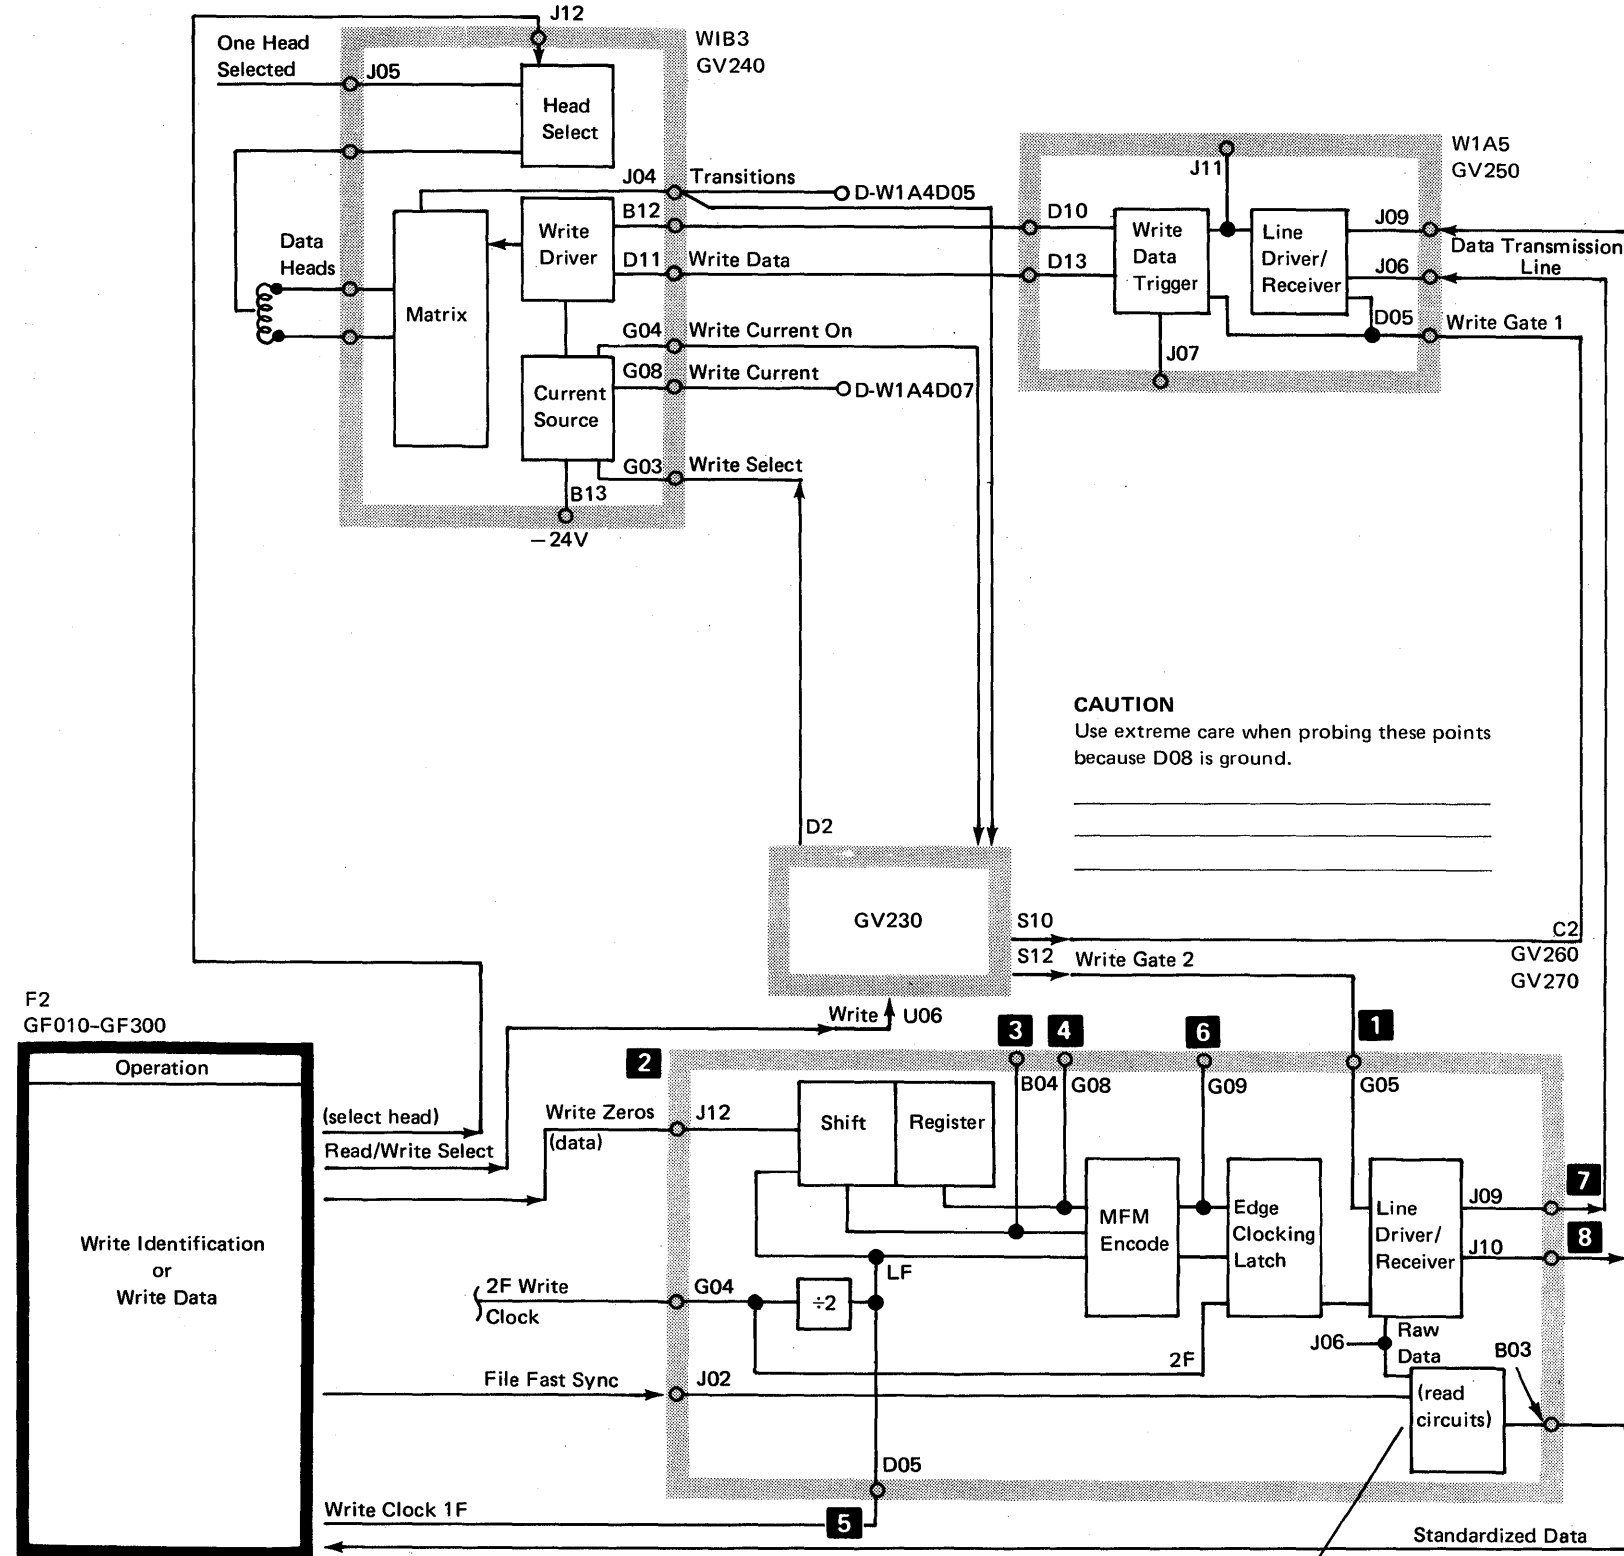 J12
One Head
Selected
J05
WIB3
GV240
Head
Select
J04
Transitions
D-W1A4D05
B12
Write
Driver
D11
Write Data
Data
Heads
Matrix
G04
Write Current On
G08
Write Current
D-W1A4D07
Current
Source
G03
Write Select
B13
−24V
W1A5
GV250
J11
D10
D13
Write
Data
Trigger
Line
Driver/
Receiver
J09
Data Transmission
Line
J06
D05
Write Gate 1
J07
CAUTION
Use extreme care when probing these points
because D08 is ground.
D2
GV230
S10
S12
Write Gate 2
C2
GV260
GV270
Write
U06
F2
GF010-GF300
Operation
Write Identification
or
Write Data
(select head)
Read/Write Select
Write Zeros
(data)
2
3
4
6
1
J12
B04
G08
G09
G05
Shift
Register
MFM
Encode
Edge
Clocking
Latch
Line
Driver/
Receiver
J09
7
J10
8
LF
2F Write
Clock
G04
÷2
2F
J06
Raw
Data
B03
File Fast Sync
J02
(read
circuits)
D05
Write Clock 1F
5
Standardized Data